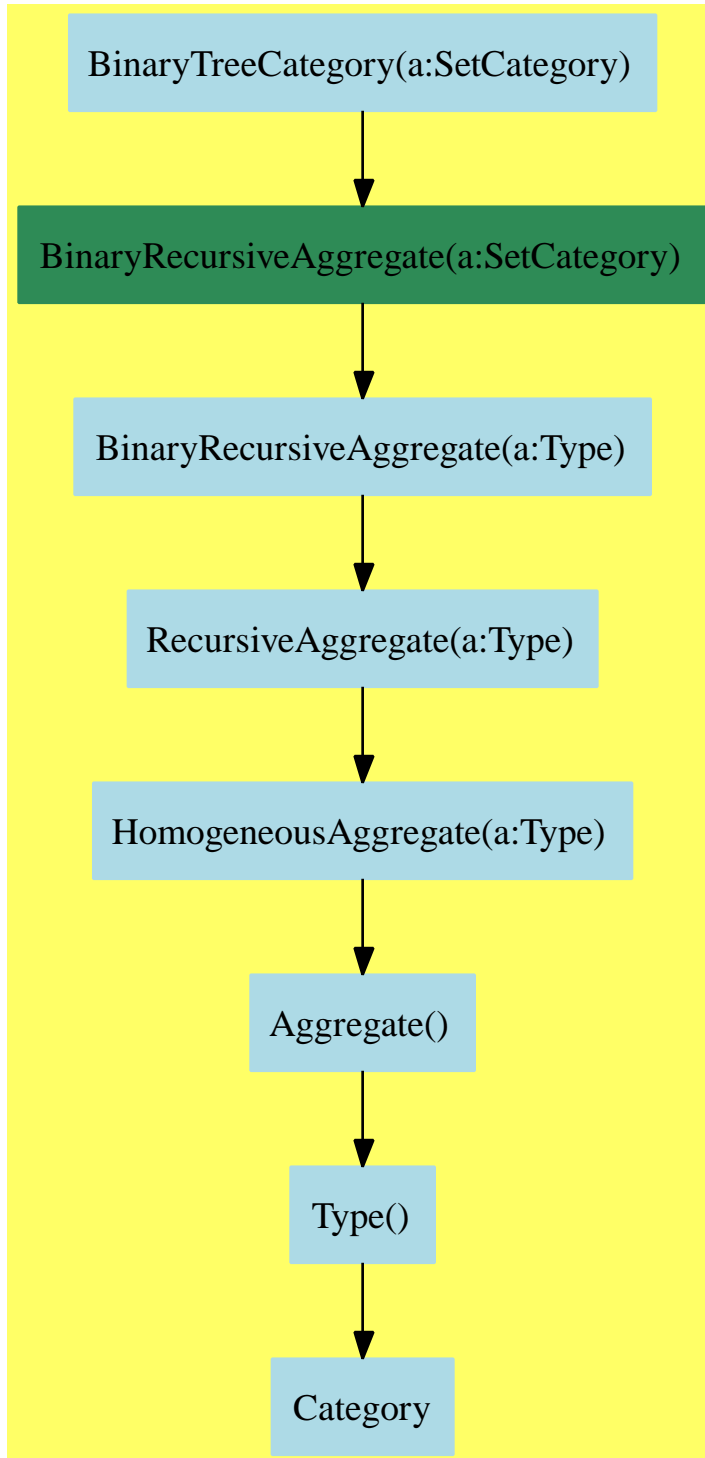 BinaryTreeCategory(a:SetCategory)
BinaryRecursiveAggregate(a:SetCategory)
BinaryRecursiveAggregate(a:Type)
RecursiveAggregate(a:Type)
HomogeneousAggregate(a:Type)
Aggregate()
Type()
Category